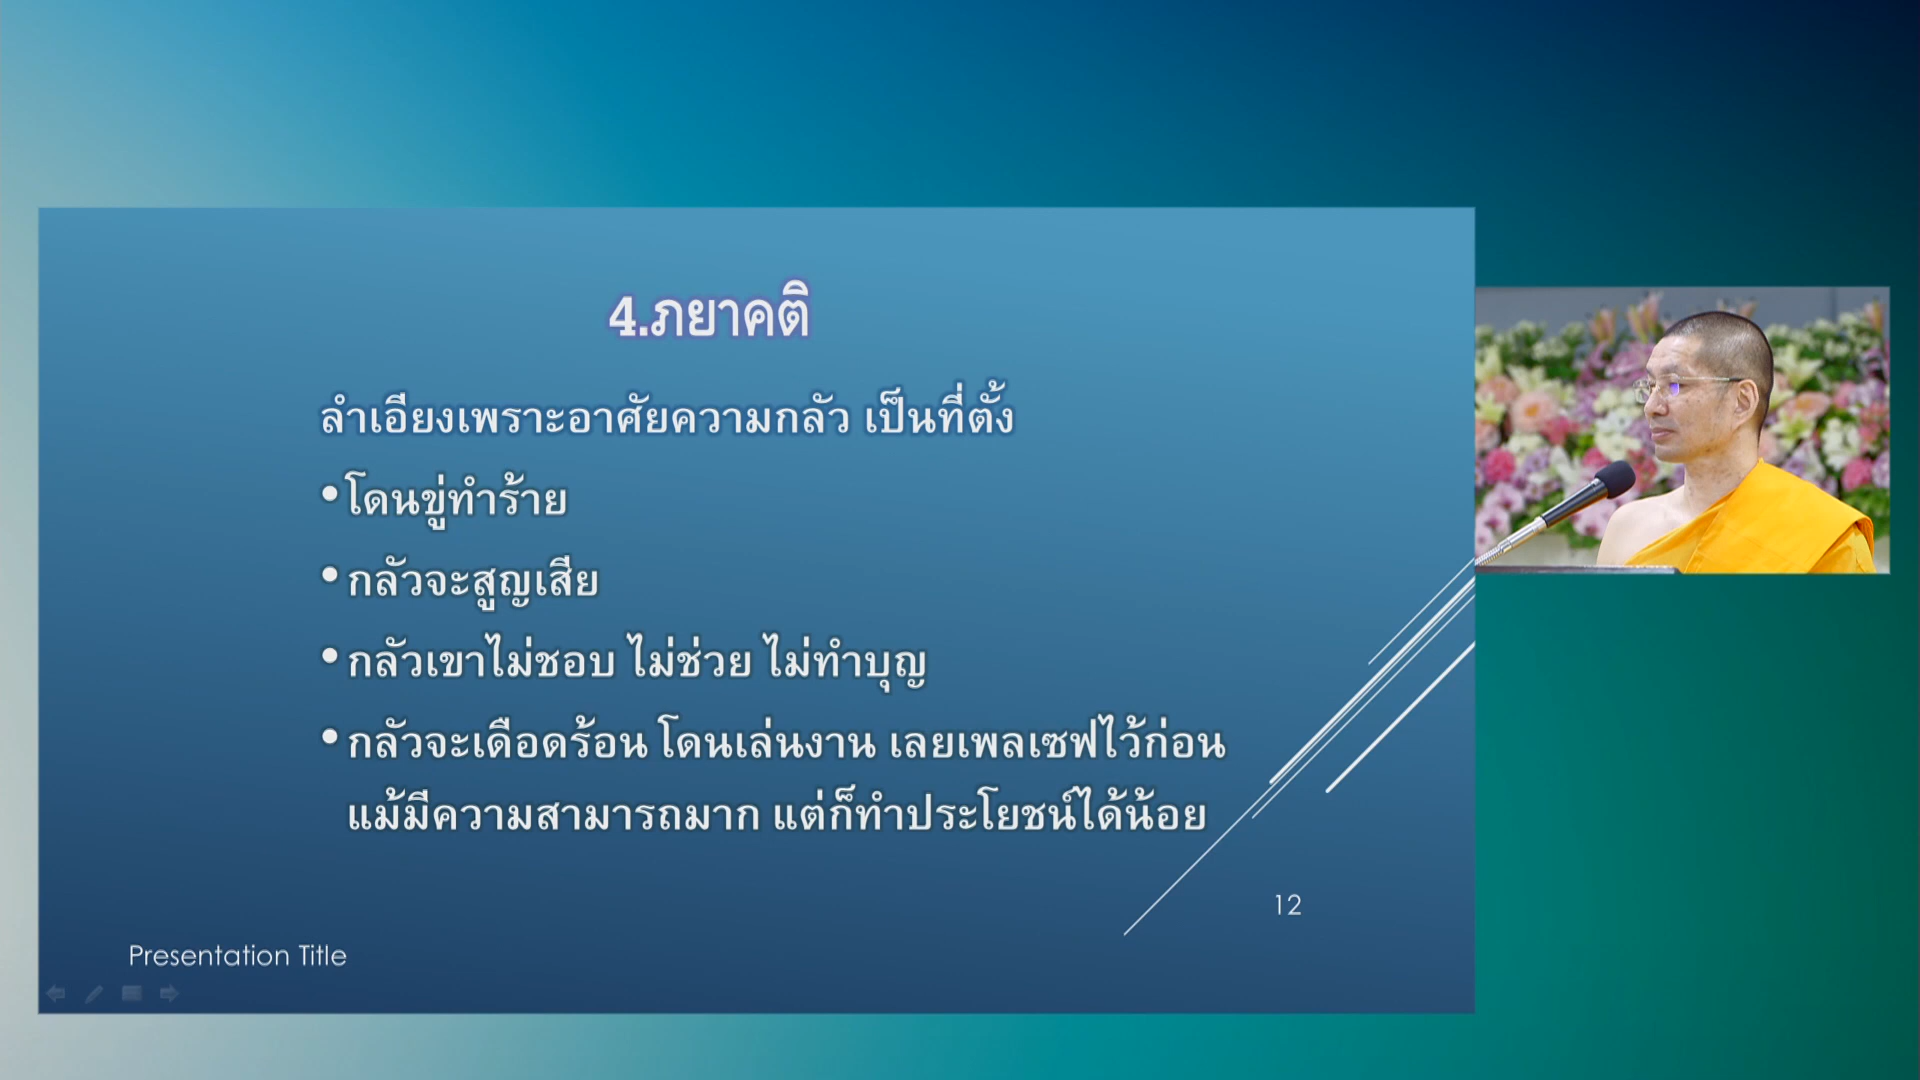 4.ภยาคติ
ลำเอียงเพราะอาศัยความกลัว เป็นที่ตั้ง
•โดนขู่ทำร้าย
•กลัวจะสูญเสีย
•กลัวเขาไม่ชอบ ไม่ช่วย ไม่ทำบุญ
•กลัวจะเดือดร้อน โดนเล่นงาน เลยเพลเซฟไว้ก่อน
แม้มีความสามารถมาก แต่ก็ทำประโยชน์ได้น้อย
12
Presentation Title